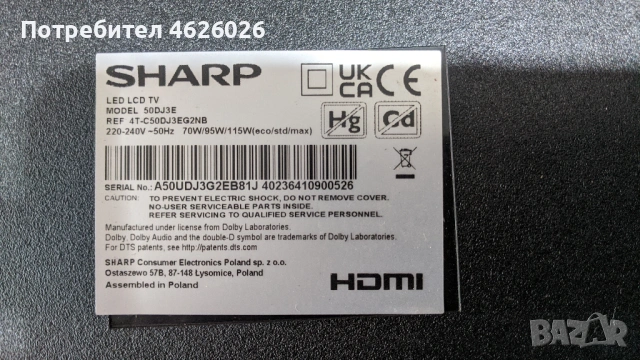 Потребител 4626026
SHARP
LED LCD TV
MODEL 50DJ3E
REF 4T-C50DJ3EG2NB
220-240V ~50Hz 70W/95W/115W(eco/std/max)
UK
CA
CE
Hg
Cd
SERIAL No.: A50UDJ3G2EB81J 40236410900526
CAUTION: TO PREVENT ELECTRIC SHOCK, DO NOT REMOVE COVER.
NO-USER SERVICEABLE PARTS INSIDE.
REFER SERVICING TO QUALIFIED SERVICE PERSONNEL.
Manufactured under license from Dolby Laboratories.
Dolby, Dolby Audio and the double-D symbol are trademarks of Dolby Laboratories.
For DTS patents, see http://patents.dts.com
SHARP Consumer Electronics Poland sp. z o.o.
Ostaszewo 57B, 87-148 Lysomice, Poland
Assembled in Poland
HDMI
BAZAR